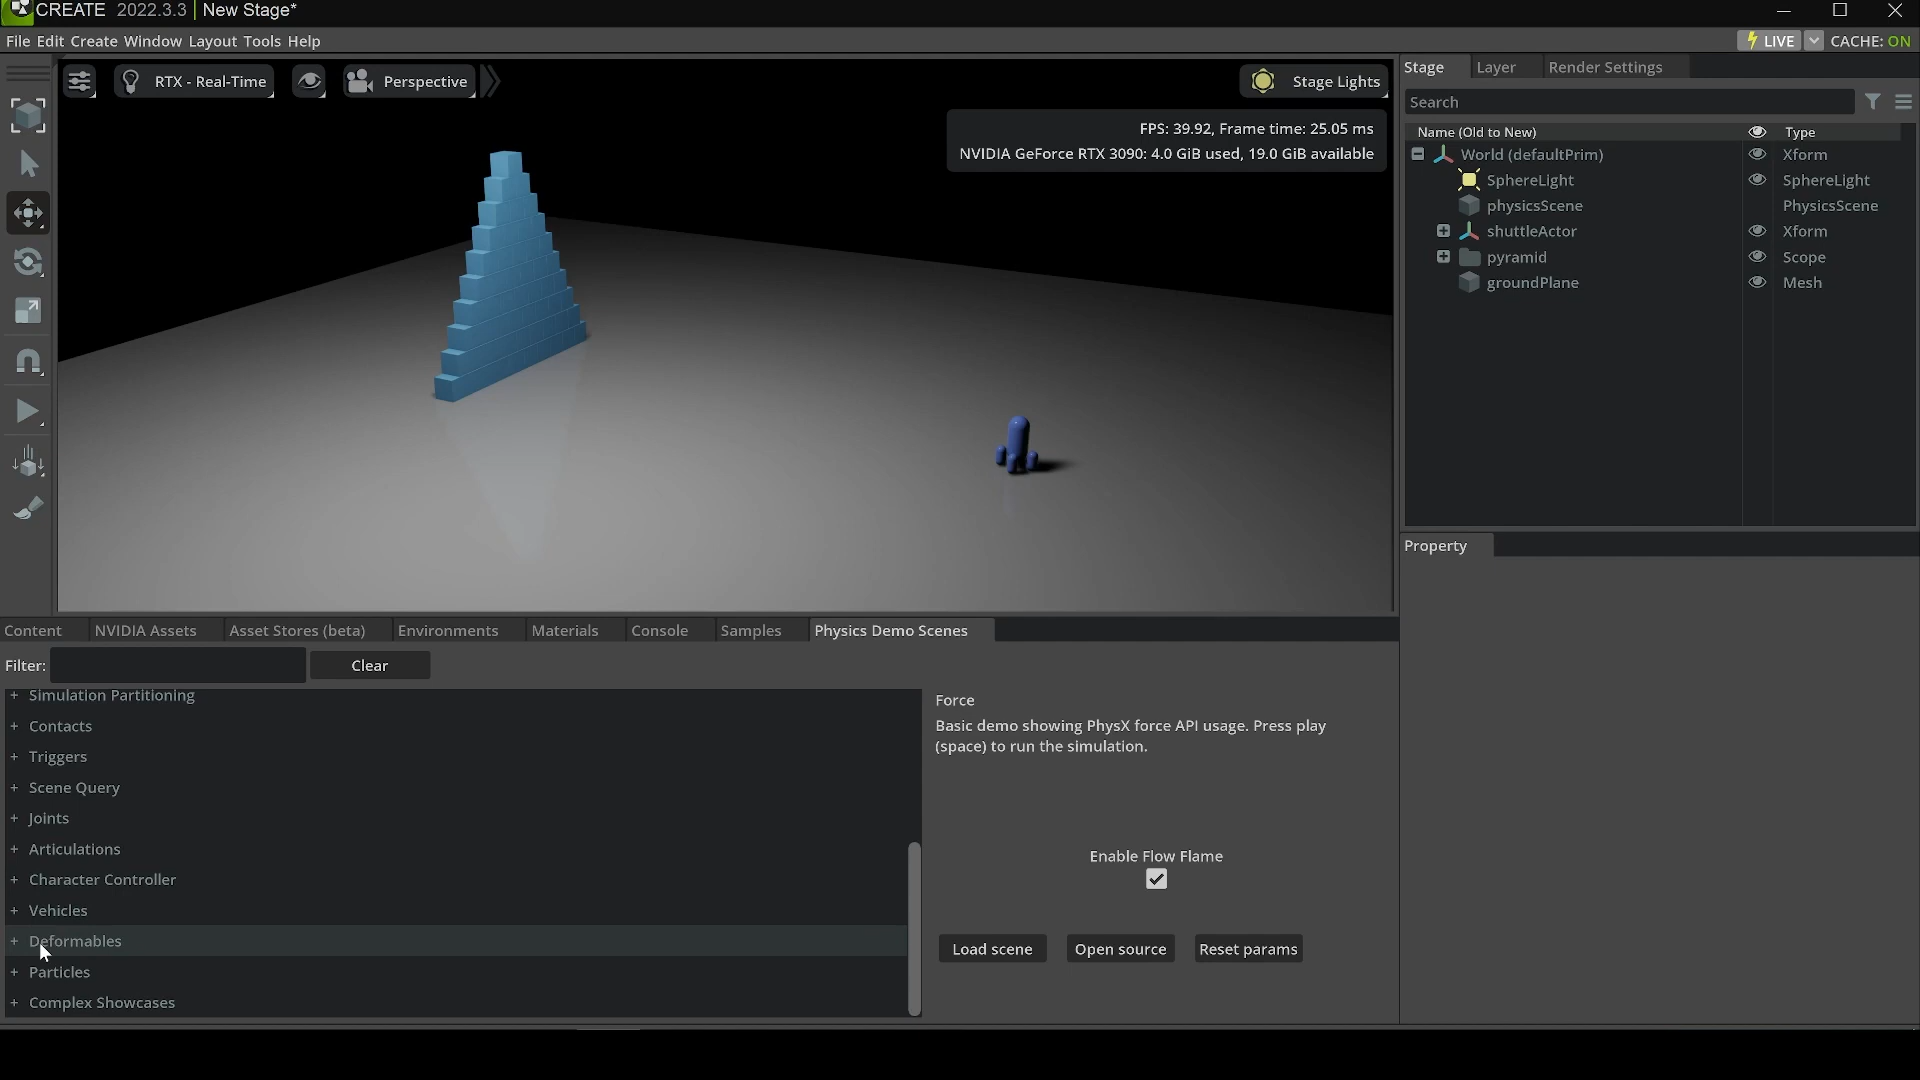 CREATE 2022.3.3 | New Stage*
File Edit Create Window Layout Tools Help
LIVE CACHE: ON
RTX - Real-Time
Perspective
Stage Lights
FPS: 39.92, Frame time: 25.05 ms
NVIDIA GeForce RTX 3090: 4.0 GiB used, 19.0 GiB available
Stage Layer Render Settings
Search
Name (Old to New) Type
World (defaultPrim) Xform
SphereLight SphereLight
physicsScene PhysicsScene
shuttleActor Xform
pyramid Scope
groundPlane Mesh
Property
Content NVIDIA Assets Asset Stores (beta) Environments Materials Console Samples Physics Demo Scenes
Filter: Clear
+ Simulation Partitioning
+ Contacts
+ Triggers
+ Scene Query
+ Joints
+ Articulations
+ Character Controller
+ Vehicles
+ Deformables
+ Particles
+ Complex Showcases
Force
Basic demo showing PhysX force API usage. Press play
(space) to run the simulation.
Enable Flow Flame
Load scene Open source Reset params